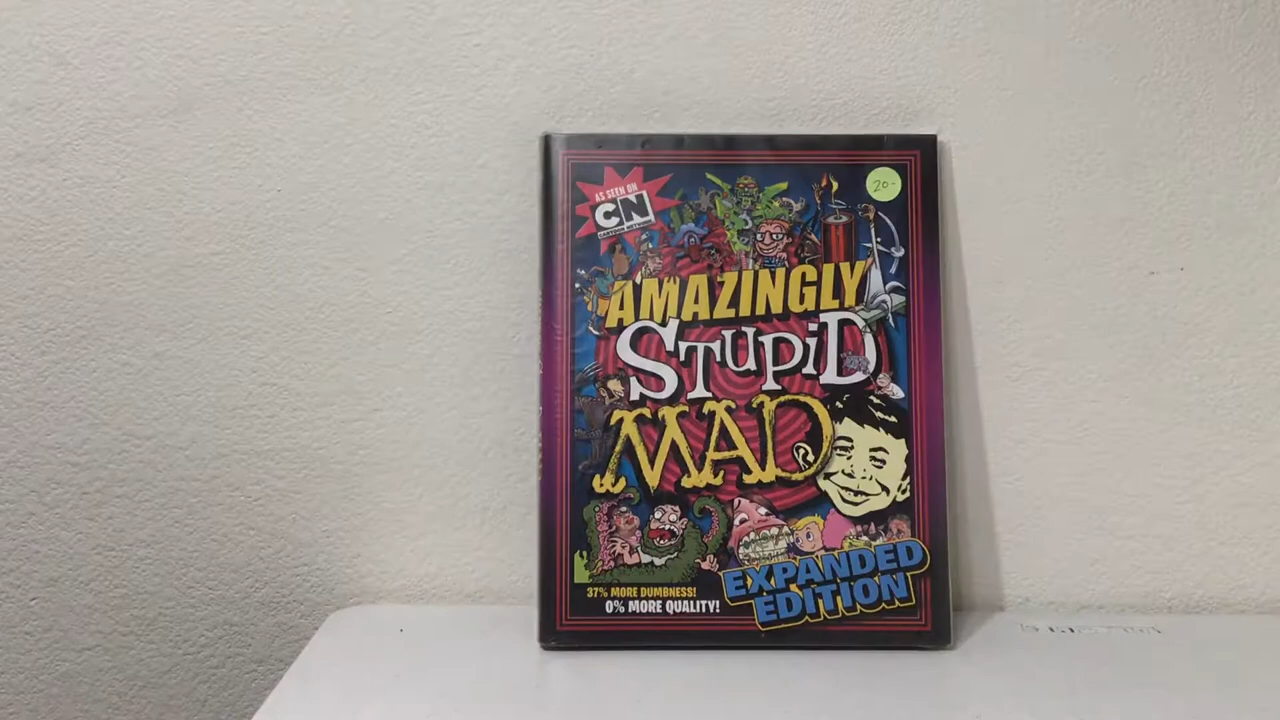 AS SEEN ON
CN
CARTOON NETWORK
20-
AMAZINGLY
STUPiD
MAD
EXPANDED
EDITION
37% MORE DUMBNESS!
0% MORE QUALITY!